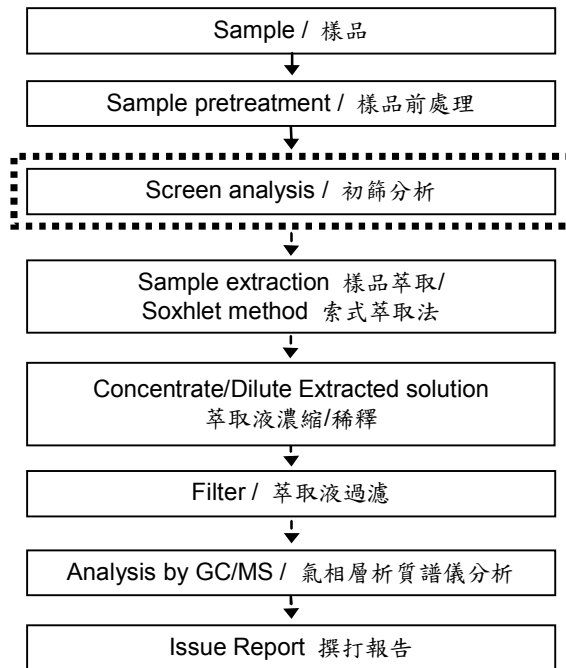 Sample / 樣品
Sample pretreatment / 樣品前處理
Screen analysis / 初篩分析
Sample extraction 樣品萃取/
Soxhlet method 索式萃取法
Concentrate/Dilute Extracted solution
萃取液濃縮/稀釋
Filter / 萃取液過濾
Analysis by GC/MS / 氣相層析質譜儀分析
Issue Report 撰打報告